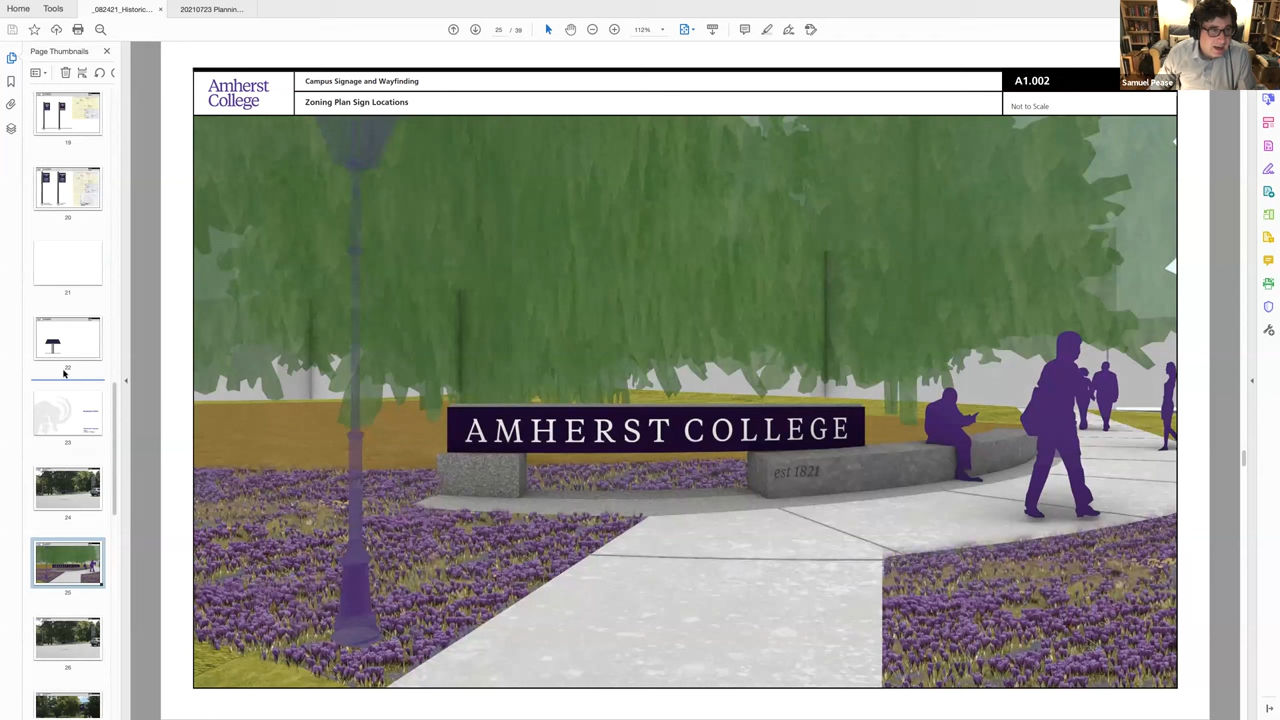 Home
Tools
_082421_Historic...
20210723 Plannin...
25 / 39
112%
Page Thumbnails
19
20
21
22
23
24
25
26
Amherst
College
Campus Signage and Wayfinding
Zoning Plan Sign Locations
A1.002
Not to Scale
Samuel Pease
AMHERST COLLEGE
est 1821